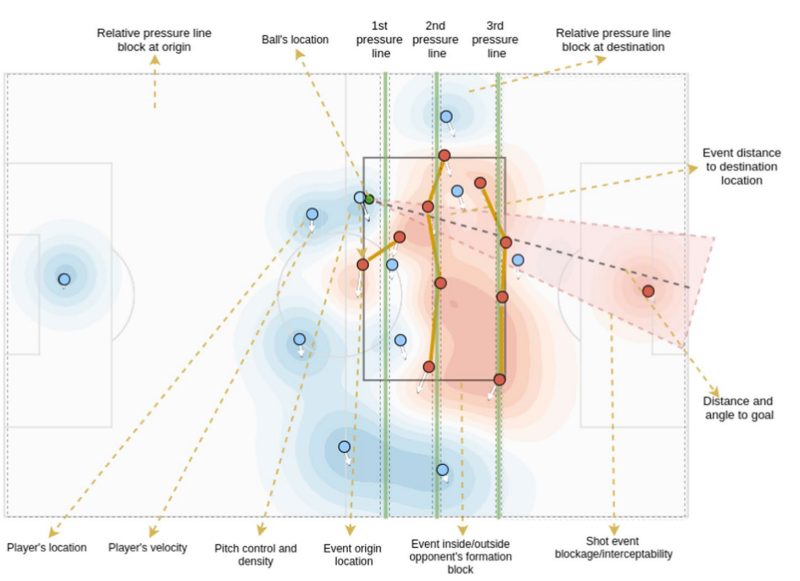 Relative pressure line
block at origin
Ball's location
1st
pressure
line
2nd
pressure
line
3rd
pressure
line
Relative pressure line
block at destination
Event distance
to destination
location
Distance and
angle to goal
Player's location
Player's velocity
Pitch control and
density
Event origin
location
Event inside/outside
opponent's formation
block
Shot event
blockage/interceptability